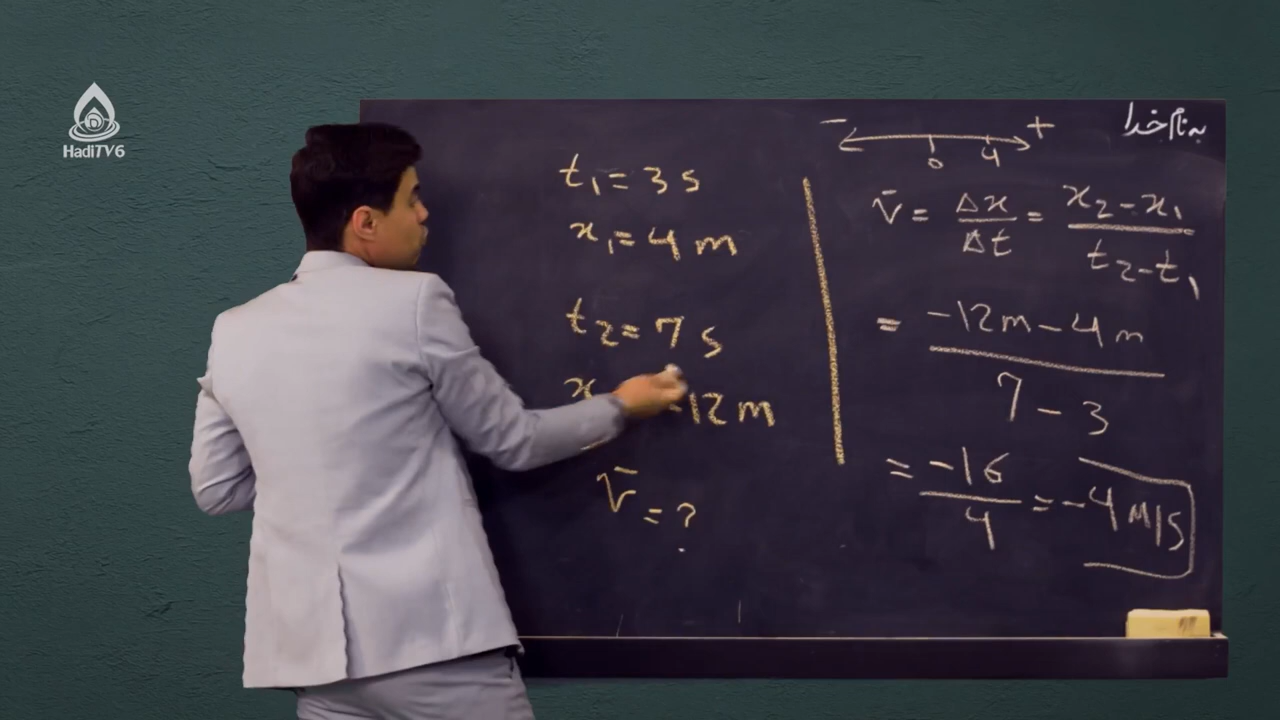 HadiTV6
به نام خدا
t₁ = 3 s
x₁ = 4 m
t₂ = 7 s
x -12 m
v̄ = ?
- +
0 4
v̄ = Δx/Δt = (x₂ - x₁)/(t₂ - t₁)
= (-12m - 4m)/(7 - 3)
= -16/4 = -4 M/S